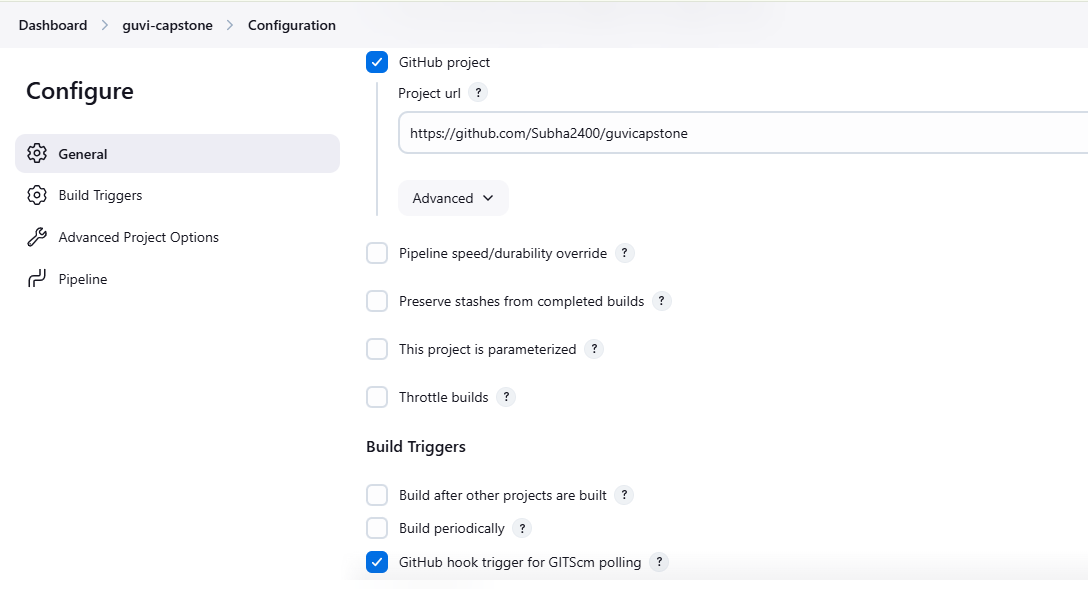 Dashboard > guvi-capstone > Configuration
Configure
General
Build Triggers
Advanced Project Options
Pipeline
GitHub project
Project url ?
https://github.com/Subha2400/guvicapstone
Advanced
Pipeline speed/durability override ?
Preserve stashes from completed builds ?
This project is parameterized ?
Throttle builds ?
Build Triggers
Build after other projects are built ?
Build periodically ?
GitHub hook trigger for GITScm polling ?